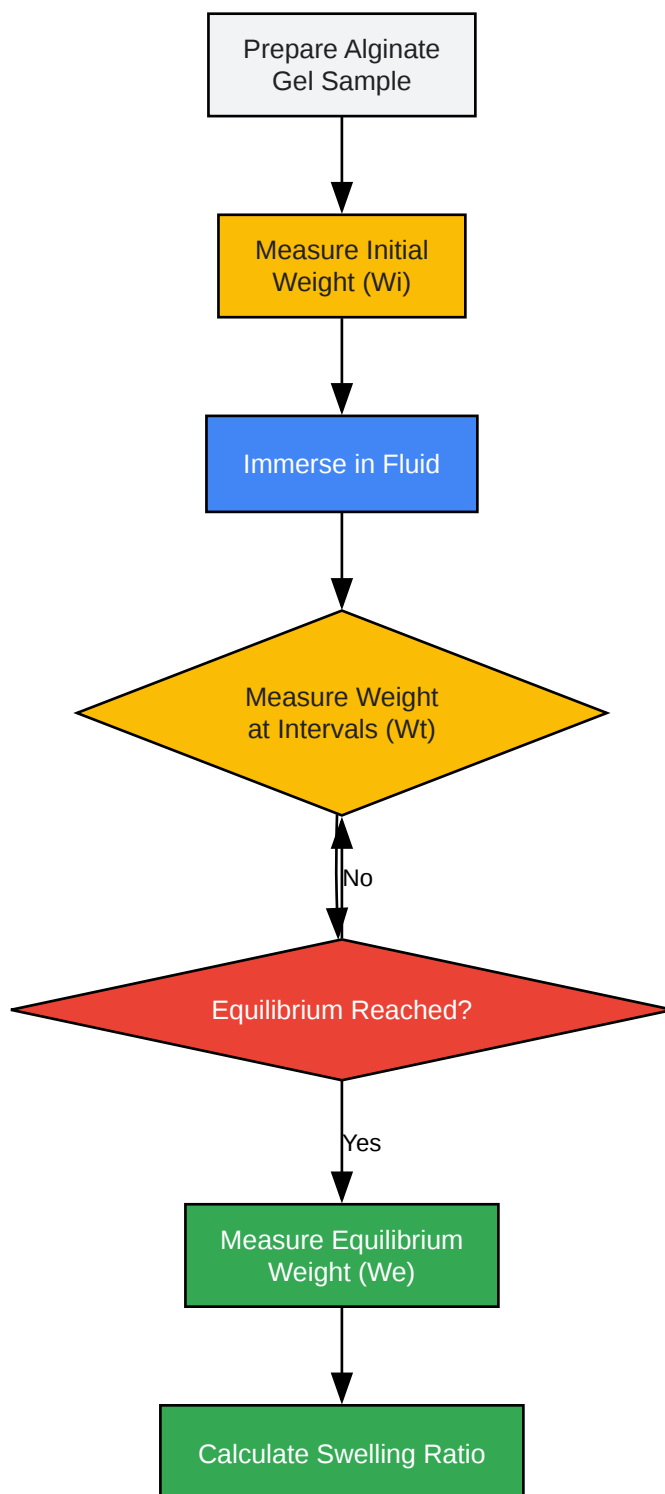 Prepare Alginate
Gel Sample
Measure Initial
Weight (Wi)
Immerse in Fluid
Measure Weight
at Intervals (Wt)
No
Equilibrium Reached?
Yes
Measure Equilibrium
Weight (We)
Calculate Swelling Ratio